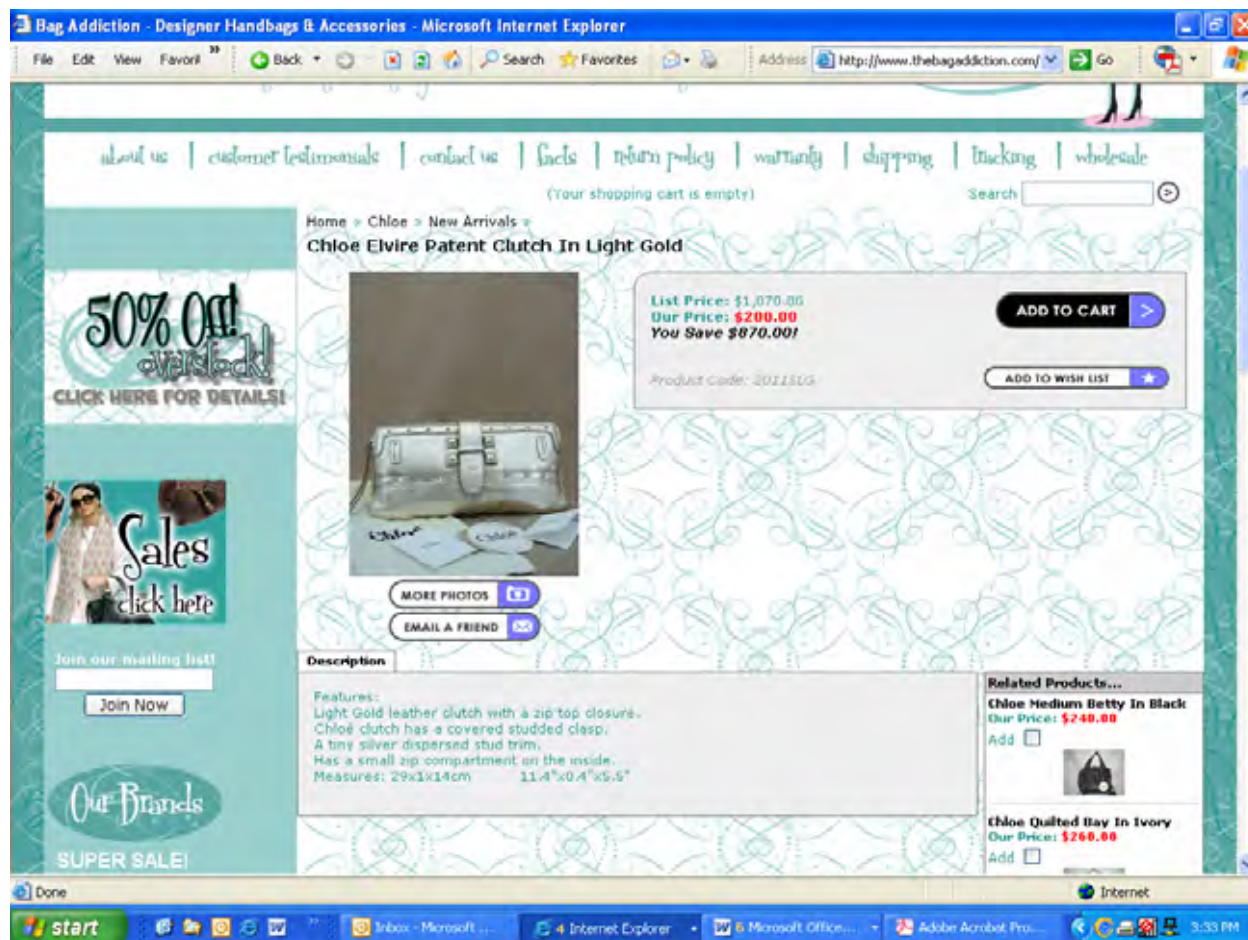 Bag Addiction - Designer Handbags & Accessories - Microsoft Internet Explorer
File Edit View Favorit » Back Search Favorites Address http://www.thebagaddiction.com/ Go
about us | customer testimonials | contact us | facts | return policy | warranty | shipping | tracking | wholesale
(Your shopping cart is empty) Search
Home » Chloe » New Arrivals »
Chloe Elvire Patent Clutch In Light Gold
50% Off!
overstock!
CLICK HERE FOR DETAILS!
List Price: $1,070.00
Our Price: $200.00
You Save $870.00!
ADD TO CART
Product Code: 2011SLG
ADD TO WISH LIST
Chloé
Chloé
Sales
click here
MORE PHOTOS
EMAIL A FRIEND
Join our mailing list!
Join Now
Description
Features:
Light Gold leather clutch with a zip top closure.
Chloé clutch has a covered studded clasp.
A tiny silver dispersed stud trim.
Has a small zip compartment on the inside.
Measures: 29x1x14cm 11.4"x0.4"x5.5"
Related Products...
Chloe Medium Betty In Black
Our Price: $240.00
Add
Chloe Quilted Bay In Ivory
Our Price: $260.00
Add
Our Brands
SUPER SALE!
Done Internet
start » Inbox - Microsoft ... 4 Internet Explorer 6 Microsoft Office... Adobe Acrobat Pro... 3:33 PM